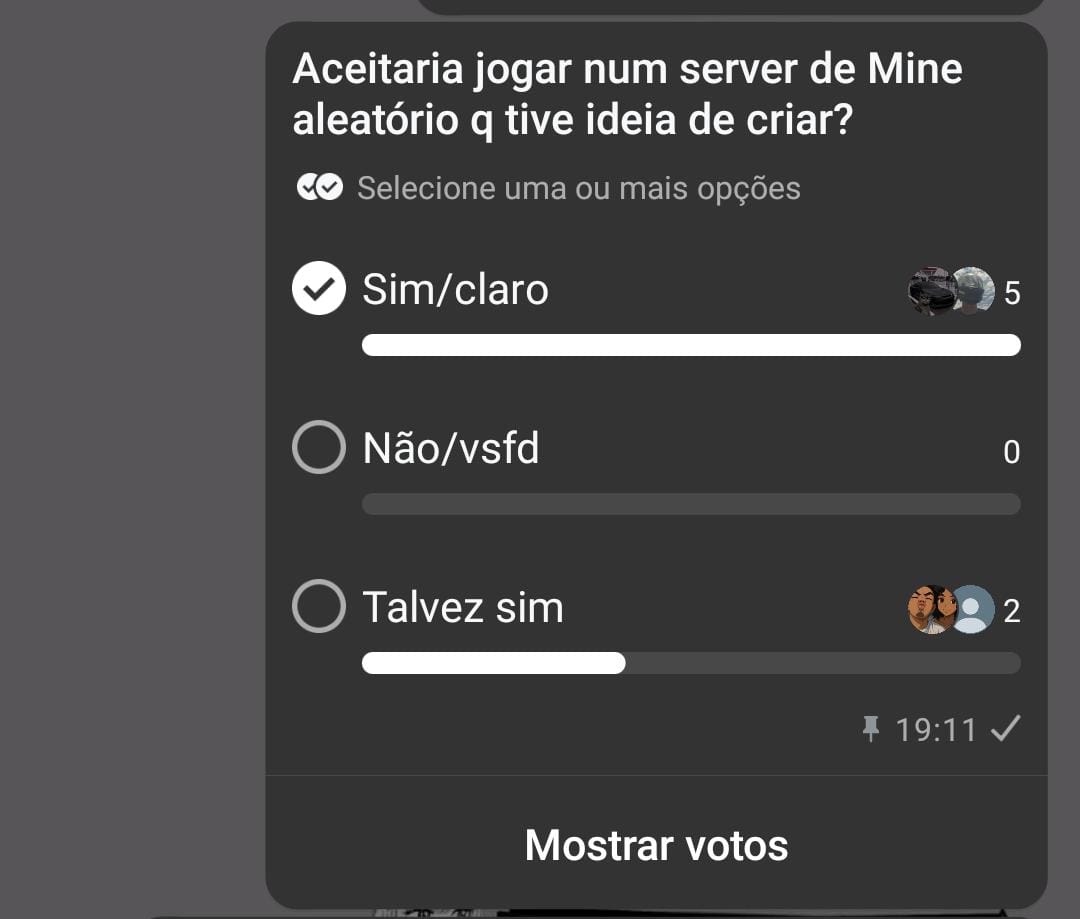 Aceitaria jogar num server de Mine
aleatório q tive ideia de criar?
Selecione uma ou mais opções
Sim/claro 5
Não/vsfd 0
Talvez sim 2
19:11
Mostrar votos